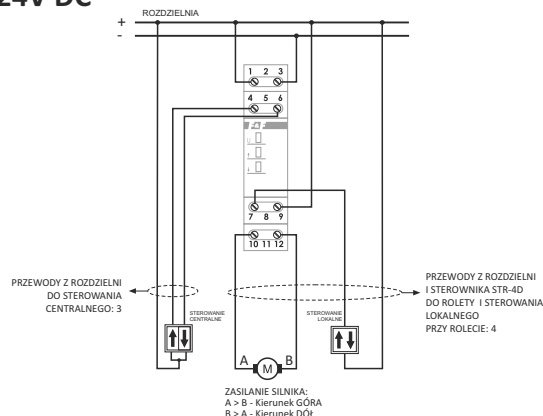 24V DC
ROZDZIELNIA
+
-
1 2 3
4 5 6
F&F
U
7 8 9
10 11 12
PRZEWODY Z ROZDZIELNI
DO STEROWANIA
CENTRALNEGO: 3
STEROWANIE
CENTRALNE
STEROWANIE
LOKALNE
PRZEWODY Z ROZDZIELNI
I STEROWNIKA STR-4D
DO ROLETY I STEROWANIA
LOKALNEGO
PRZY ROLECIE: 4
A
M
B
ZASILANIE SILNIKA:
A > B - Kierunek GÓRA
B > A - Kierunek DÓŁ